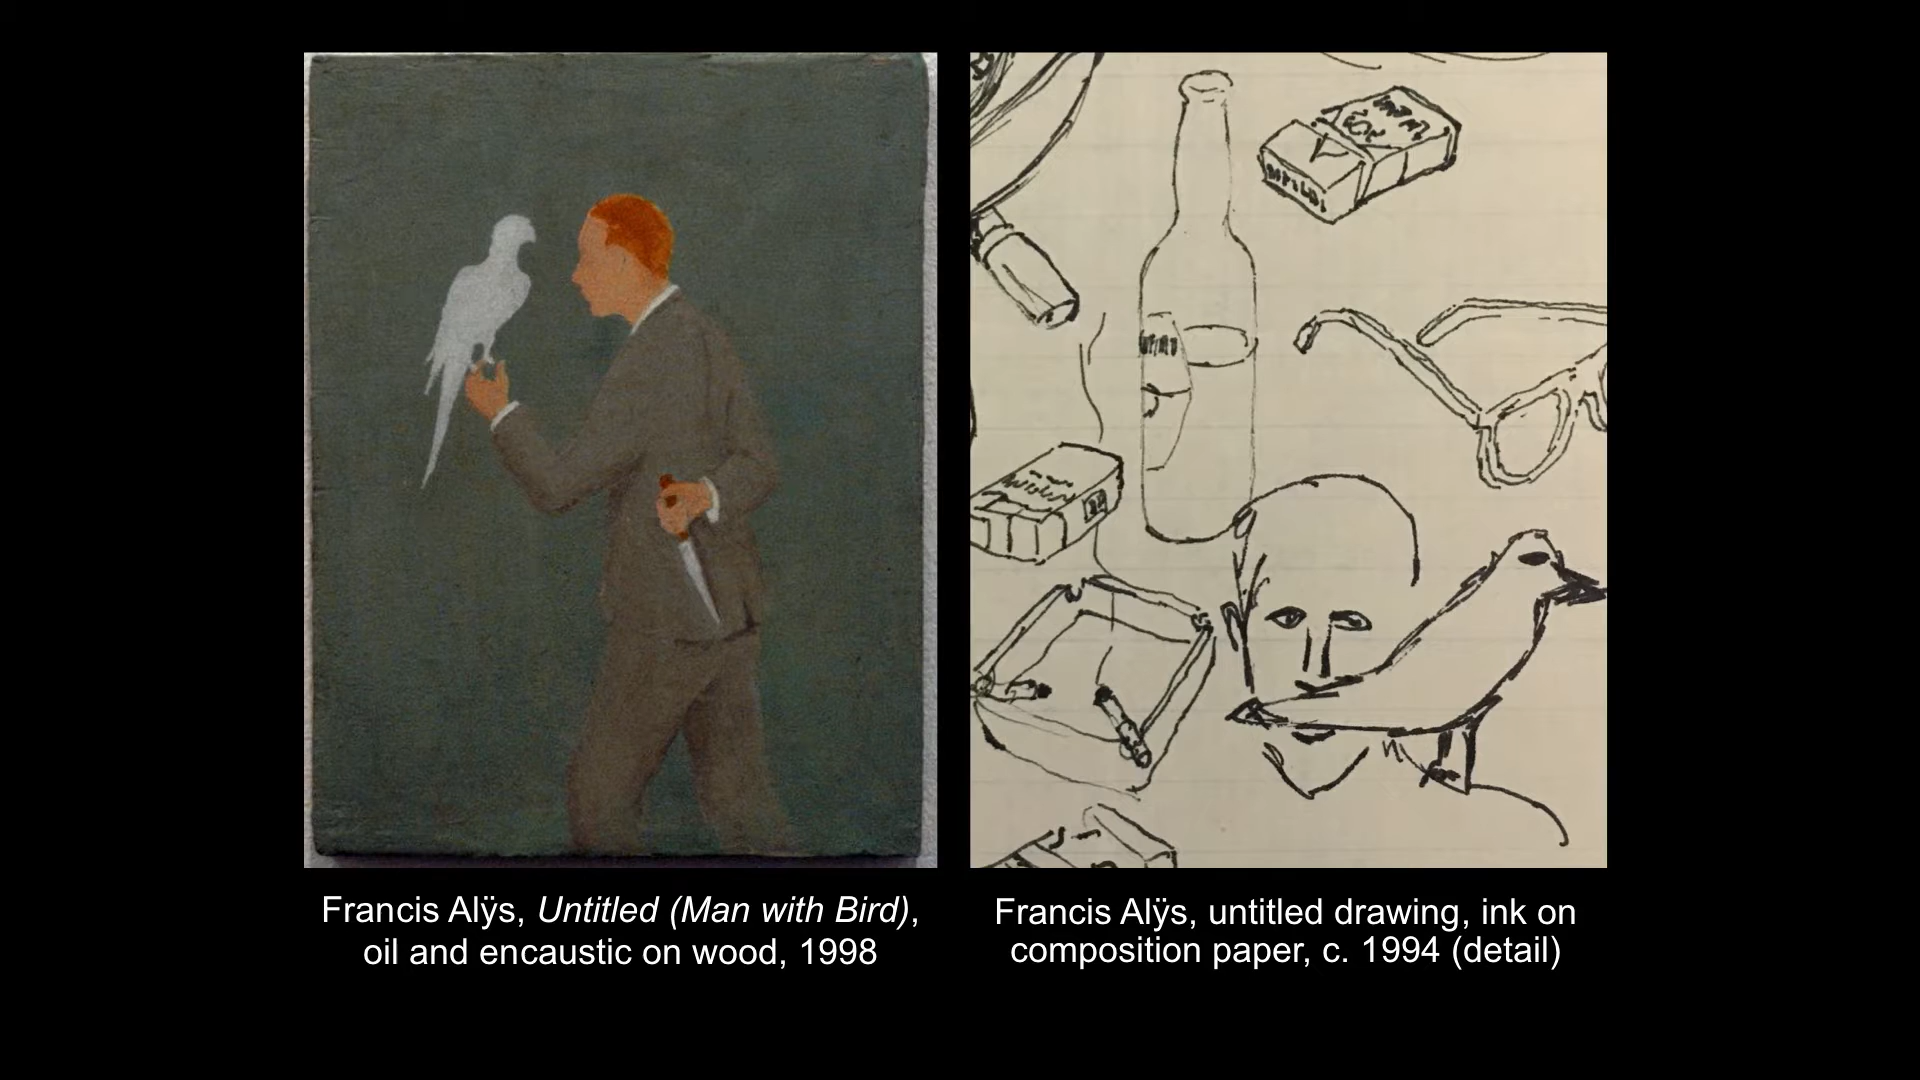 Francis Alÿs, Untitled (Man with Bird),
oil and encaustic on wood, 1998
Francis Alÿs, untitled drawing, ink on
composition paper, c. 1994 (detail)